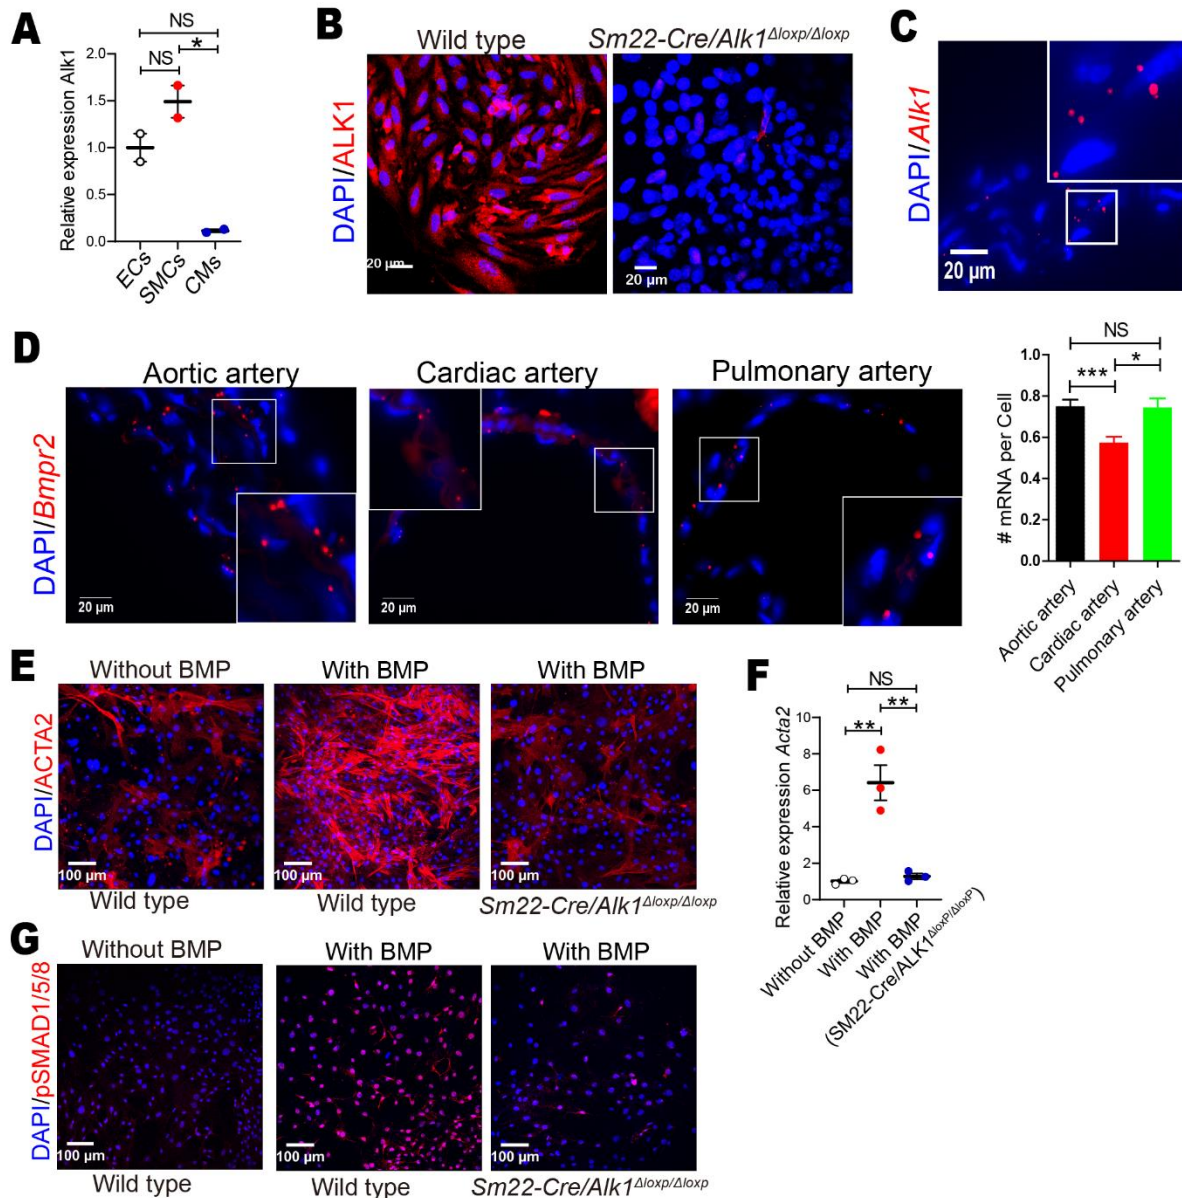 A
NS
NS
*
Relative expression Alk1
2.0
1.5
1.0
0.5
0.0
ECs
SMCs
CMs
B
Wild type
Sm22-Cre/Alk1Δloxp/Δloxp
DAPI/ALK1
20 µm
20 µm
C
DAPI/Alk1
20 µm
D
Aortic artery
Cardiac artery
Pulmonary artery
DAPI/Bmpr2
20 µm
20 µm
20 µm
NS
***
*
# mRNA per Cell
1.0
0.8
0.6
0.4
0.2
0.0
Aortic artery
Cardiac artery
Pulmonary artery
E
Without BMP
With BMP
With BMP
DAPI/ACTA2
100 µm
100 µm
100 µm
Wild type
Wild type
Sm22-Cre/Alk1Δloxp/Δloxp
F
NS
**
**
Relative expression Acta2
10
8
6
4
2
0
Without BMP
With BMP
With BMP
(SM22-Cre/ALK1ΔloxP/ΔloxP)
G
Without BMP
With BMP
With BMP
DAPI/pSMAD1/5/8
100 µm
100 µm
100 µm
Wild type
Wild type
Sm22-Cre/Alk1Δloxp/Δloxp